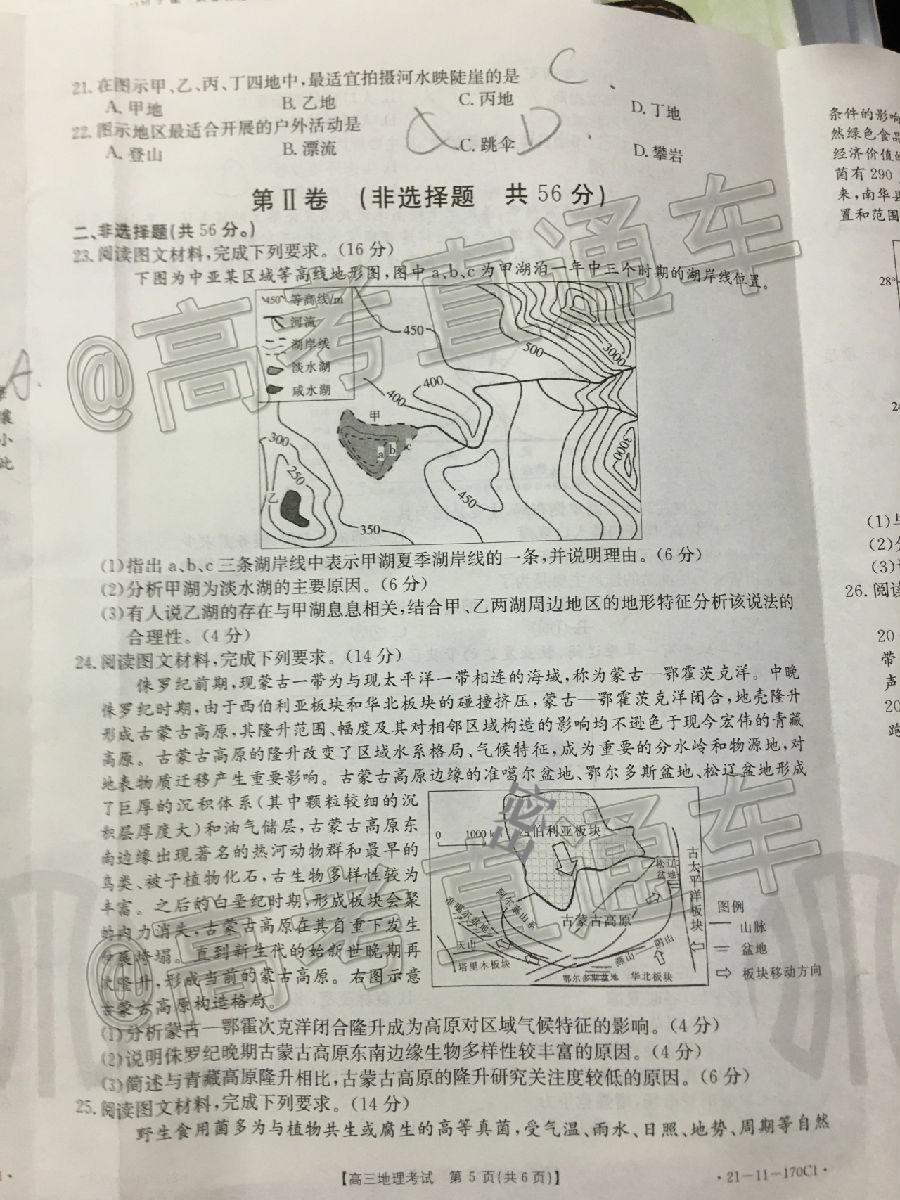 21. 在图示甲、乙、丙、丁四地中,最适宜拍摄河水映陡崖的是
C
A. 甲地 B. 乙地 C. 丙地 D. 丁地
22. 图示地区最适合开展的户外活动是
D
A. 登山 B. 漂流 C. 跳伞 D. 攀岩
第Ⅱ卷 (非选择题 共56分)
二、非选择题(共56分。)
23. 阅读图文材料,完成下列要求。(16分)
下图为中亚某区域等高线地形图,图中a、b、c为甲湖泊一年中三个时期的湖岸线位置。
450 等高线/m
河流
湖岸线
淡水湖
咸水湖
450
500
3000
400
400
甲
a b c
300
250
乙
450
350
3000
(1)指出a、b、c三条湖岸线中表示甲湖夏季湖岸线的一条,并说明理由。(6分)
(2)分析甲湖为淡水湖的主要原因。(6分)
(3)有人说乙湖的存在与甲湖息息相关,结合甲、乙两湖周边地区的地形特征分析该说法的
合理性。(4分)
24. 阅读图文材料,完成下列要求。(14分)
侏罗纪前期,现蒙古一带为与现太平洋一带相连的海域,称为蒙古—鄂霍茨克洋。中晚
侏罗纪时期,由于西伯利亚板块和华北板块的碰撞挤压,蒙古—鄂霍茨克洋闭合,地壳隆升
形成古蒙古高原,其隆升范围、幅度及其对相邻区域构造的影响均不逊色于现今宏伟的青藏
高原。古蒙古高原的隆升改变了区域水系格局、气候特征,成为重要的分水岭和物源地,对
地表物质迁移产生重要影响。古蒙古高原边缘的准噶尔盆地、鄂尔多斯盆地、松辽盆地形成
了巨厚的沉积体系(其中颗粒较细的沉
积层厚度大)和油气储层,古蒙古高原东
南边缘出现著名的热河动物群和最早的
鸟类、被子植物化石,古生物多样性较为
丰富。之后的白垩纪时期,形成板块会聚
的内力消失,古蒙古高原在其自重下发生
垮塌。直到新生代的始新世晚期再
次隆升,形成当前的蒙古高原。右图示意
古蒙古高原构造格局。
0 1000
西伯利亚板块
松辽盆地
古太平洋板块
准噶尔盆地
阿尔泰山
古蒙古高原
天山
塔里木板块
燕山—阴山
鄂尔多斯盆地
华北板块
图例
山脉
盆地
板块移动方向
(1)分析蒙古—鄂霍次克洋闭合隆升成为高原对区域气候特征的影响。(4分)
(2)说明侏罗纪晚期古蒙古高原东南边缘生物多样性较丰富的原因。(4分)
(3)简述与青藏高原隆升相比,古蒙古高原的隆升研究关注度较低的原因。(6分)
25. 阅读图文材料,完成下列要求。(14分)
野生食用菌多为与植物共生或腐生的高等真菌,受气温、雨水、日照、地势、周期等自然
【高三地理考试 第5页(共6页)】
·21-11-170C1·
条件的影响
然绿色食品
经济价值的
菌有290
来,南华县
置和范围
28°
24
(1)
(2)
(3)
26. 阅读
20
带
声
20
A.
壤
小
此
@高考直通车
@高考直通车
密